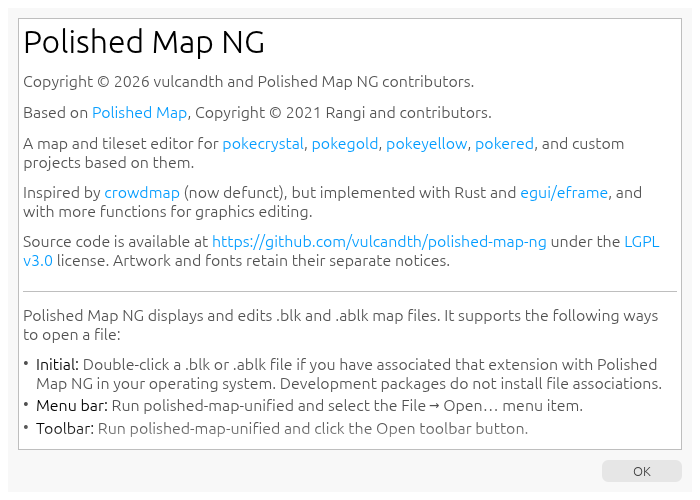 Polished Map NG
Copyright © 2026 vulcandth and Polished Map NG contributors.
Based on Polished Map, Copyright © 2021 Rangi and contributors.
A map and tileset editor for pokecrystal, pokegold, pokeyellow, pokered, and custom
projects based on them.
Inspired by crowdmap (now defunct), but implemented with Rust and egui/eframe, and
with more functions for graphics editing.
Source code is available at https://github.com/vulcandth/polished-map-ng under the LGPL
v3.0 license. Artwork and fonts retain their separate notices.
Polished Map NG displays and edits .blk and .ablk map files. It supports the following ways
to open a file:
• Initial: Double-click a .blk or .ablk file if you have associated that extension with Polished
Map NG in your operating system. Development packages do not install file associations.
• Menu bar: Run polished-map-unified and select the File → Open… menu item.
• Toolbar: Run polished-map-unified and click the Open toolbar button.
OK